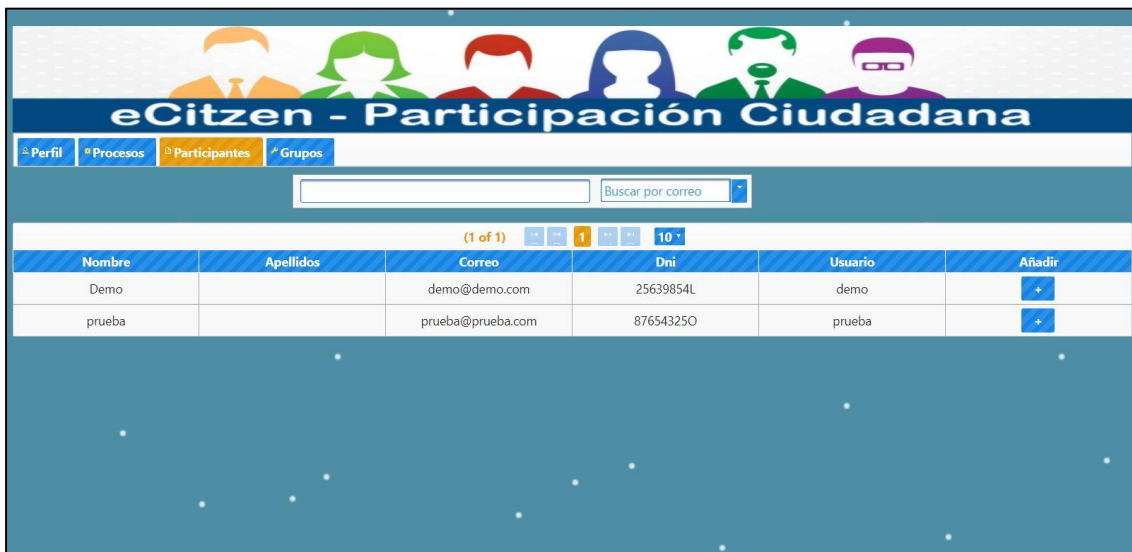 eCitzen - Participación Ciudadana
Perfil Procesos Participantes Grupos
Buscar por correo
(1 of 1) 1 10
Nombre Apellidos Correo Dni Usuario Añadir
Demo demo@demo.com 25639854L demo +
prueba prueba@prueba.com 87654325O prueba +